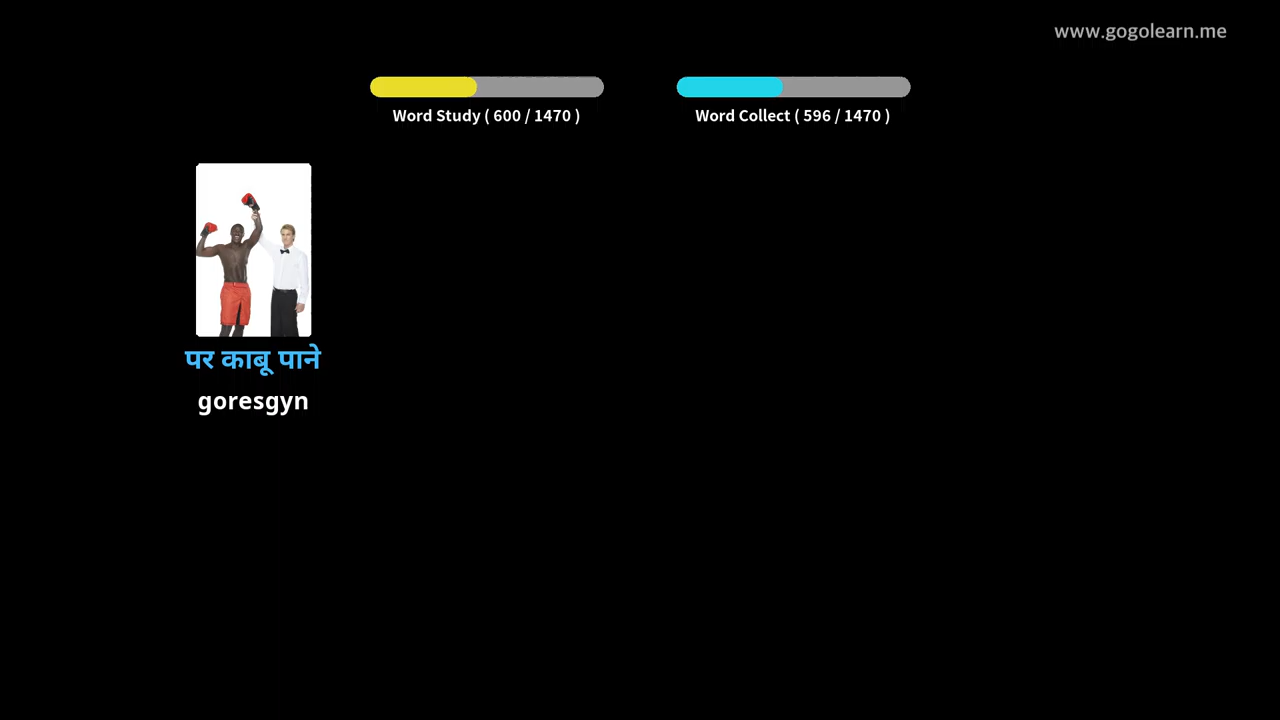 www.gogolearn.me
Word Study ( 600 / 1470 )
Word Collect ( 596 / 1470 )
पर काबू पाने
goresgyn